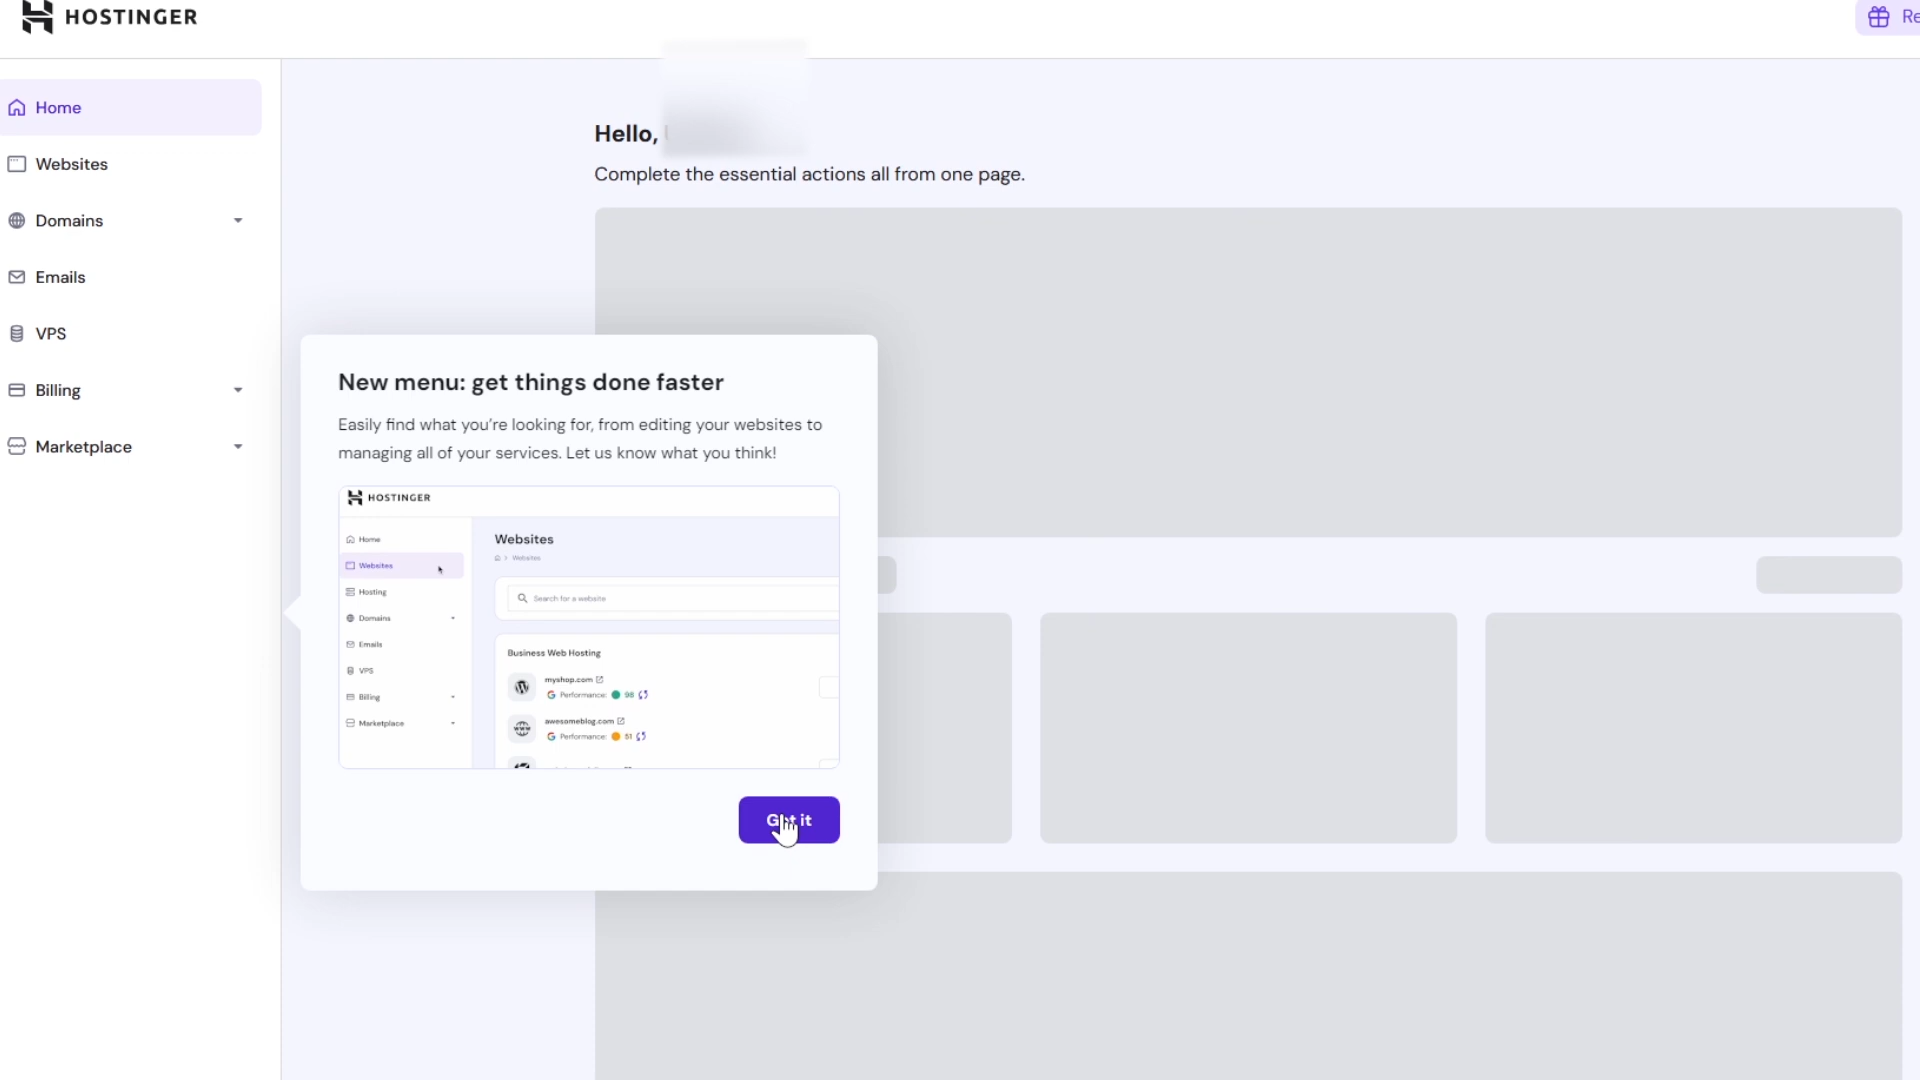 HOSTINGER
Home
Websites
Domains
Emails
VPS
Billing
Marketplace
Hello,
Complete the essential actions all from one page.
New menu: get things done faster
Easily find what you're looking for, from editing your websites to
managing all of your services. Let us know what you think!
HOSTINGER
Home
Websites
Hosting
Domains
Emails
VPS
Billing
Marketplace
Websites
Websites
Search for a website
Business Web Hosting
myshop.com
Performance: 98
awesomeblog.com
Performance: 51
Got it